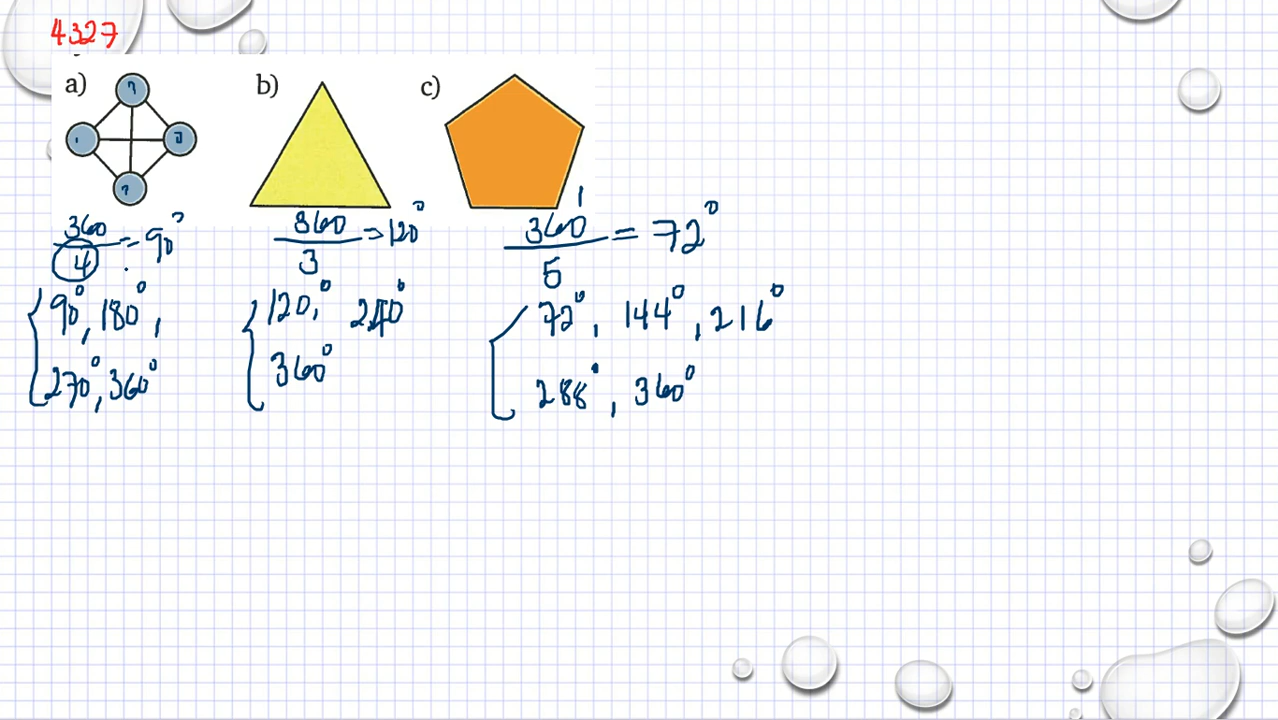 4327
a) b) c)
360/4 = 90°
90°, 180°,
270°, 360°
360/3 → 120°
120°, 240°
360°
360/5 = 72°
72°, 144°, 216°
288°, 360°